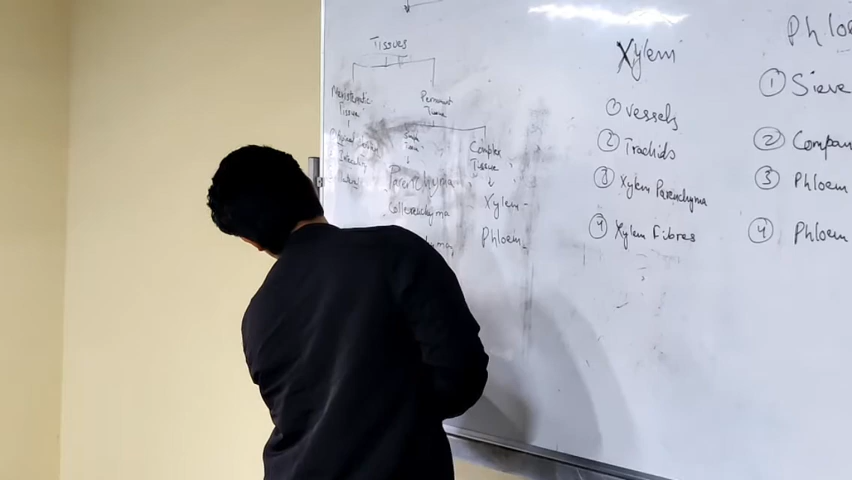 Tissues
Meristematic
Tissue
Permanent
Tissue
Complex
Tissue
Parenchyma
Collerenchyma
Xylem
Phloem
Xylem
① Vessels
② Trachids
③ Xylem Parenchyma
④ Xylem Fibres
Phloe
① Sieve
② Compan
③ Phloem
④ Phloem